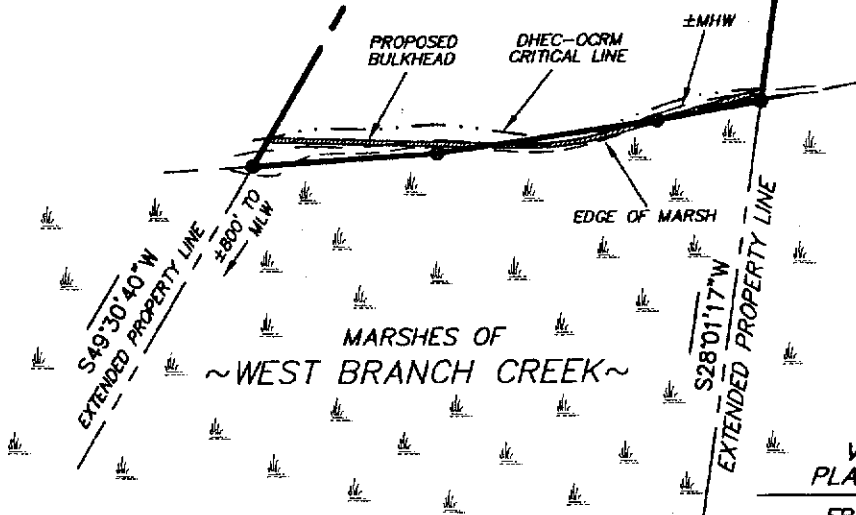 ±MHW
PROPOSED
BULKHEAD
DHEC-OCRM
CRITICAL LINE
EDGE OF MARSH
±800' TO
MLW
S49°30'40"W
EXTENDED PROPERTY LINE
S28°01'17"W
EXTENDED PROPERTY LINE
MARSHES OF
~WEST BRANCH CREEK~
PLA